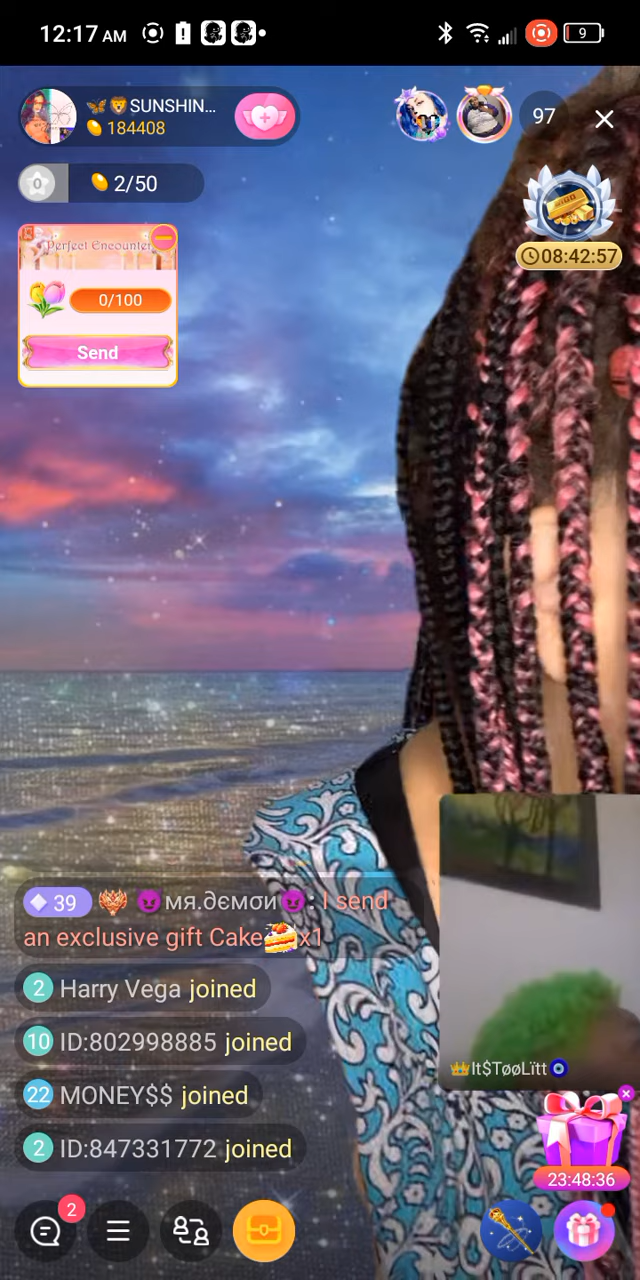 12:17 AM
9
🦋🦁SUNSHIN...
184408
97
0
2/50
08:42:57
Perfect Encounter
0/100
Send
39 😈мя.∂ємσи😈: I send
an exclusive gift Cake🍰x1
2 Harry Vega joined
10 ID:802998885 joined
22 MONEY$$ joined
2 ID:847331772 joined
👑It$TøøLïtt🧿
23:48:36
2